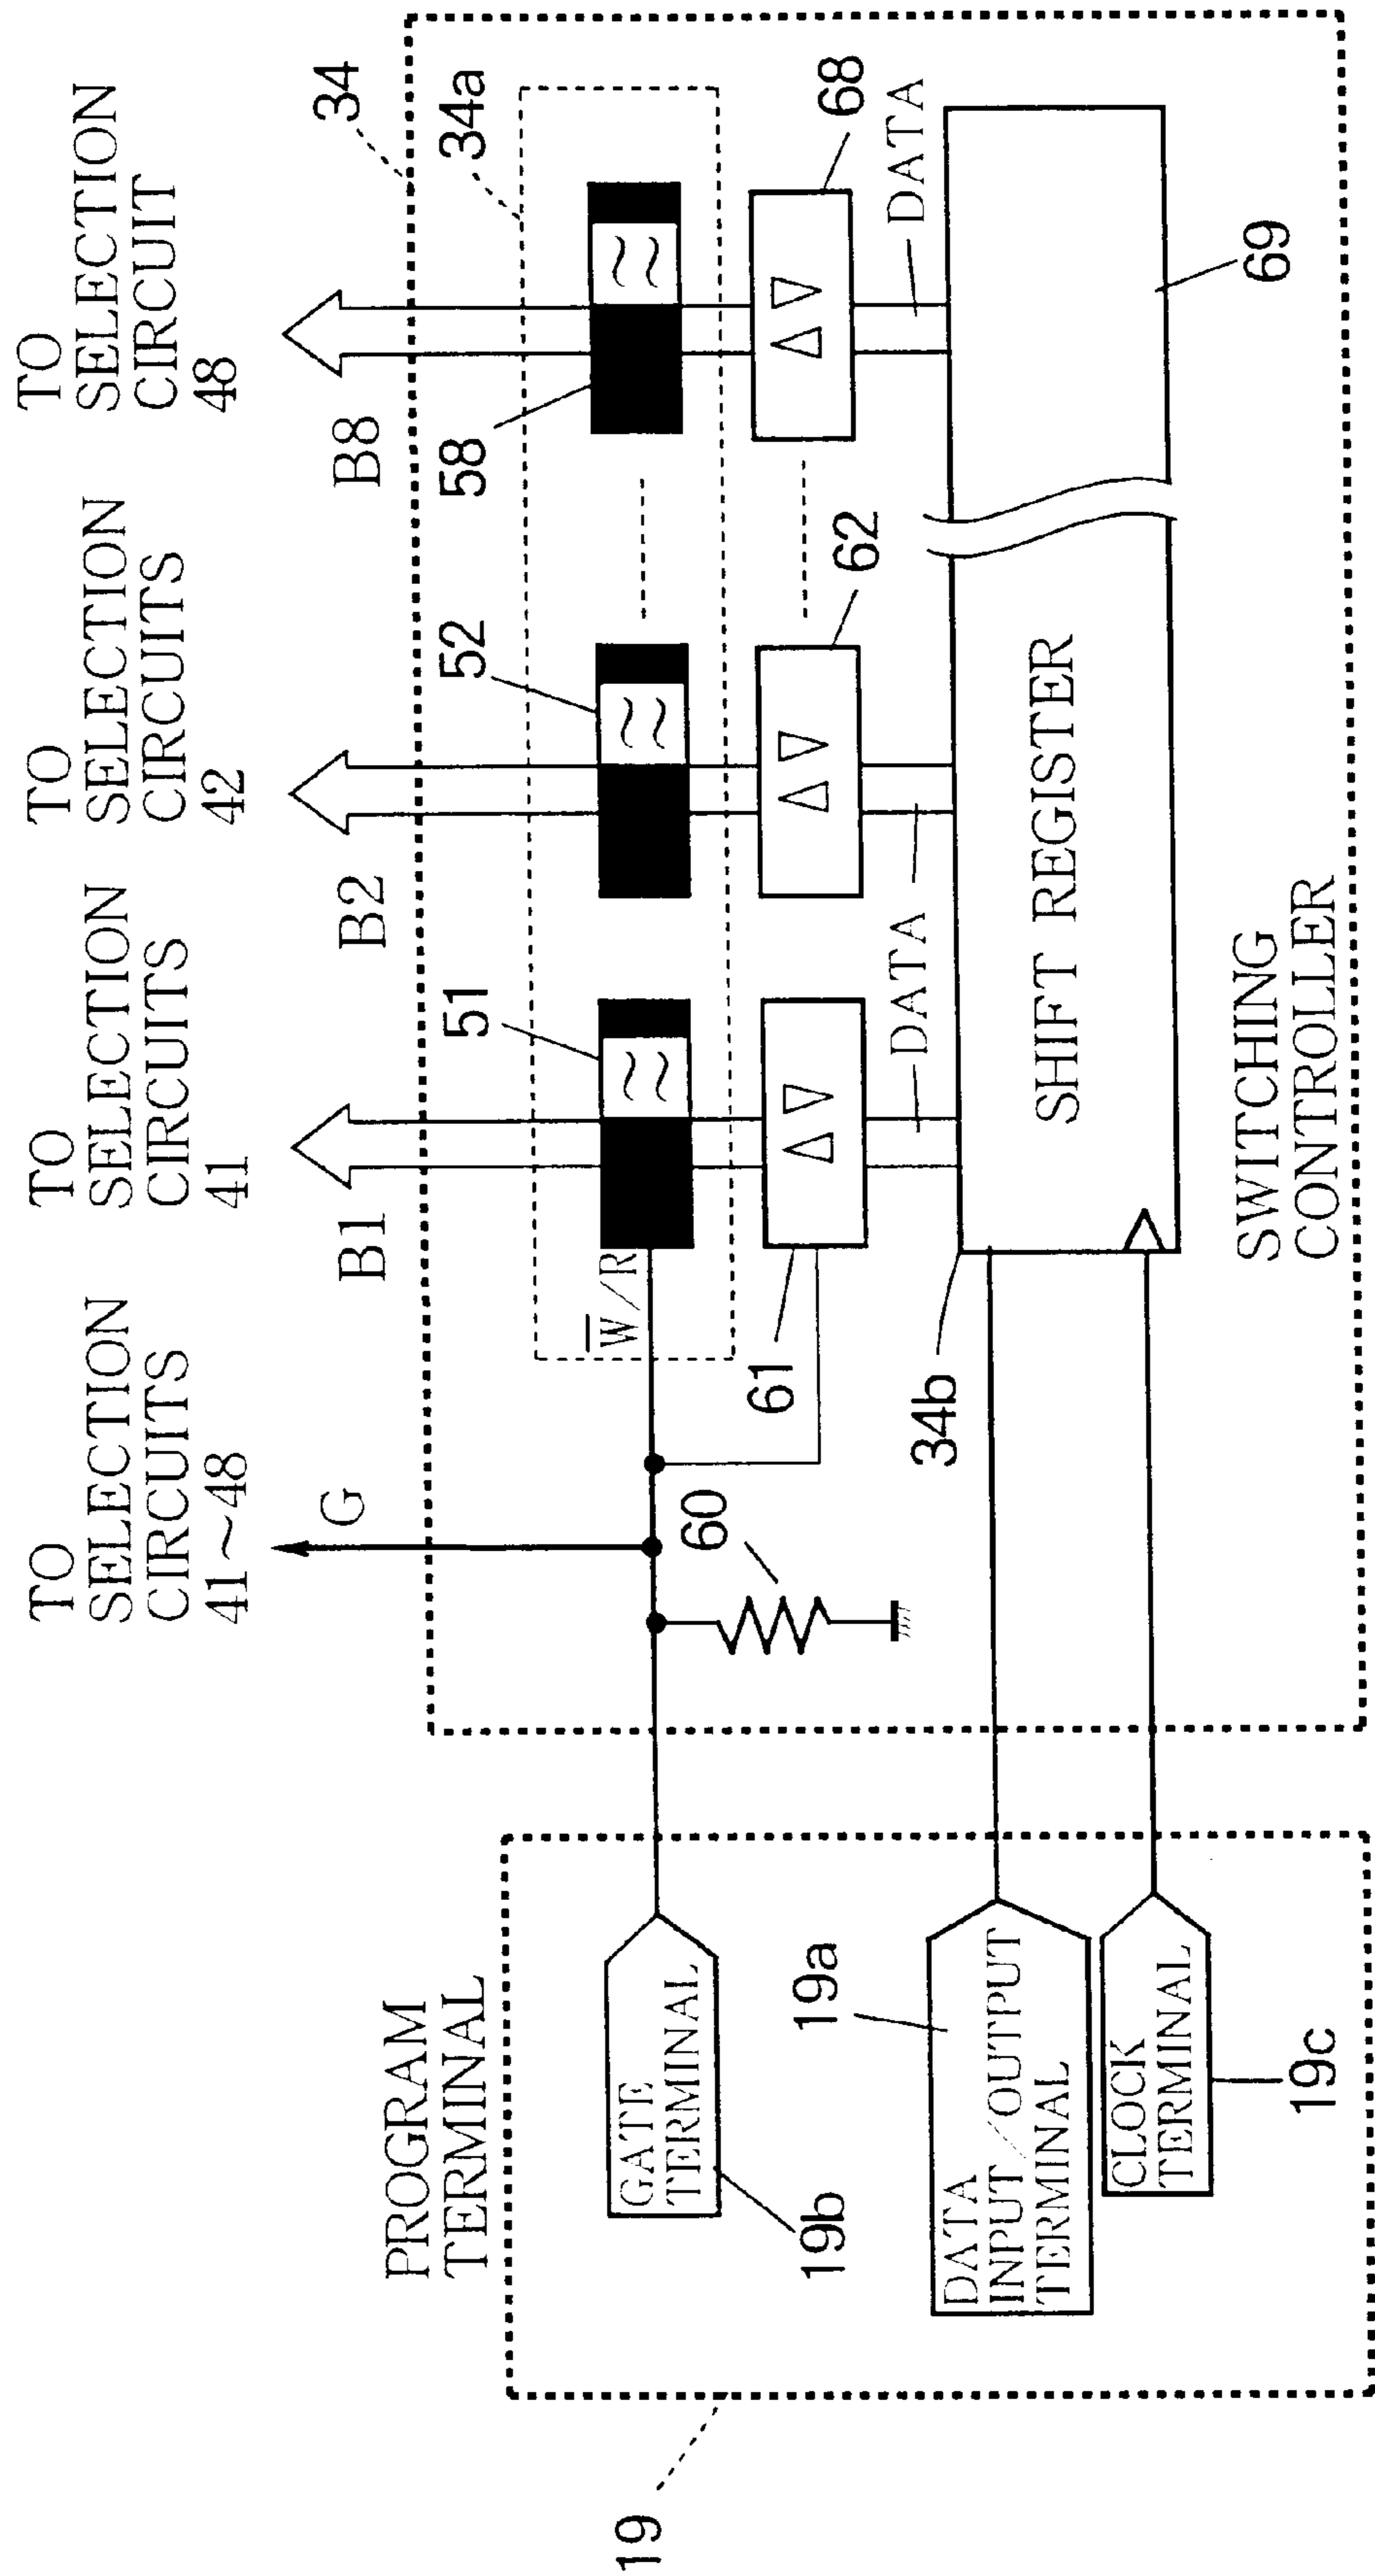 TO
SELECTION
CIRCUITS
41~48
TO
SELECTION
CIRCUITS
41
TO
SELECTION
CIRCUITS
42
TO
SELECTION
CIRCUIT
48
G
B1
B2
B8
34
34a
51
52
58
W/R
61
62
68
60
DATA
DATA
34b
SHIFT REGISTER
69
SWITCHING
CONTROLLER
PROGRAM
TERMINAL
GATE
TERMINAL
19b
19a
DATA
INPUT/OUTPUT
TERMINAL
CLOCK
TERMINAL
19c
19